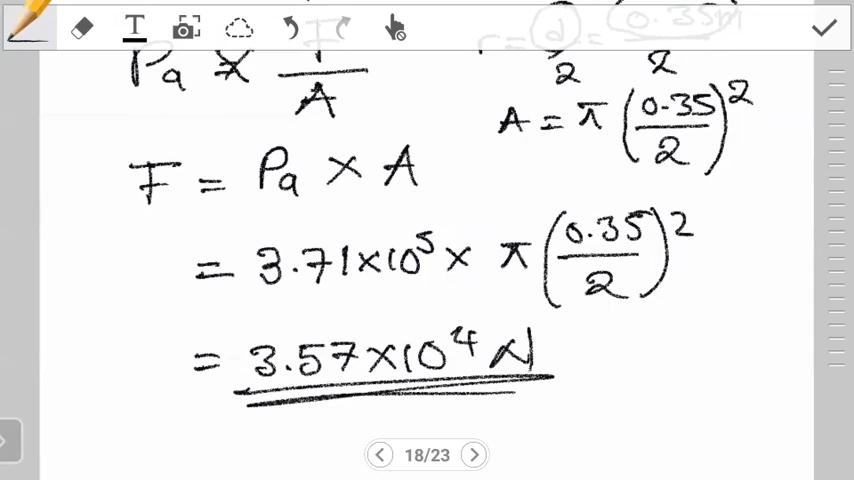 r = d/2 = (0.35m)/2
Pa × F/A
A = π (0.35/2)²
F = Pa × A
= 3.71×10⁵ × π (0.35/2)²
= 3.57×10⁴ N
18/23